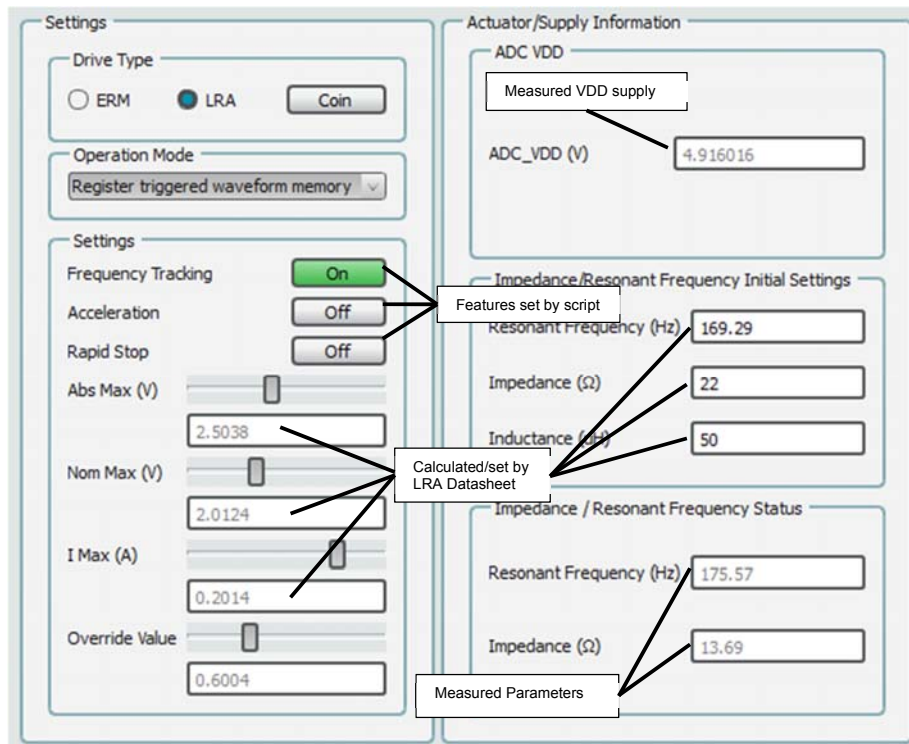 Settings
Drive Type
ERM
LRA
Coin
Operation Mode
Register triggered waveform memory
Settings
Frequency Tracking
On
Acceleration
Off
Rapid Stop
Off
Abs Max (V)
2.5038
Nom Max (V)
2.0124
I Max (A)
0.2014
Override Value
0.6004
Features set by script
Calculated/set by
LRA Datasheet
Actuator/Supply Information
ADC VDD
Measured VDD supply
ADC_VDD (V)
4.916016
Impedance/Resonant Frequency Initial Settings
Resonant Frequency (Hz)
169.29
Impedance (Ω)
22
Inductance
50
Impedance / Resonant Frequency Status
Resonant Frequency (Hz)
175.57
Impedance (Ω)
13.69
Measured Parameters